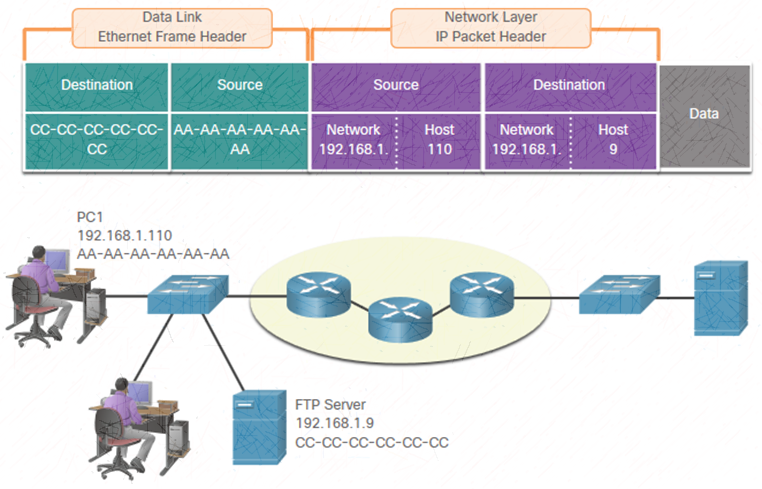 Data Link
Ethernet Frame Header
Network Layer
IP Packet Header
Destination
Source
Source
Destination
Data
CC-CC-CC-CC-CC-
CC
AA-AA-AA-AA-AA-
AA
Network
192.168.1.
Host
110
Network
192.168.1.
Host
9
PC1
192.168.1.110
AA-AA-AA-AA-AA-AA
FTP Server
192.168.1.9
CC-CC-CC-CC-CC-CC